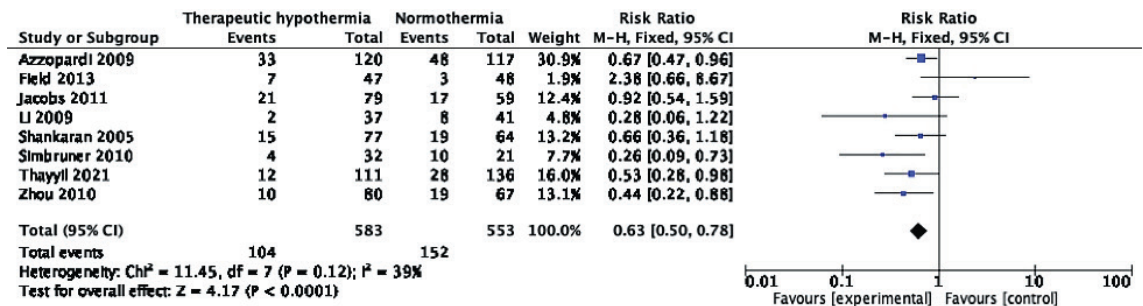 Therapeutic hypothermia Normothermia Risk Ratio Risk Ratio
Study or Subgroup Events Total Events Total Weight M-H, Fixed, 95% CI M-H, Fixed, 95% CI
Azzopardi 2009 33 120 48 117 30.9% 0.67 [0.47, 0.96]
Field 2013 7 47 3 48 1.9% 2.38 [0.66, 8.67]
Jacobs 2011 21 79 17 59 12.4% 0.92 [0.54, 1.59]
Li 2009 2 37 8 41 4.8% 0.28 [0.06, 1.22]
Shankaran 2005 15 77 19 64 13.2% 0.66 [0.36, 1.18]
Simbruner 2010 4 32 10 21 7.7% 0.26 [0.09, 0.73]
Thayyil 2021 12 111 28 136 16.0% 0.53 [0.28, 0.98]
Zhou 2010 10 80 19 67 13.1% 0.44 [0.22, 0.88]
Total (95% CI) 583 553 100.0% 0.63 [0.50, 0.78]
Total events 104 152
Heterogeneity: Chi² = 11.45, df = 7 (P = 0.12); I² = 39%
Test for overall effect: Z = 4.17 (P < 0.0001)
0.01 0.1 1 10 100
Favours [experimental] Favours [control]